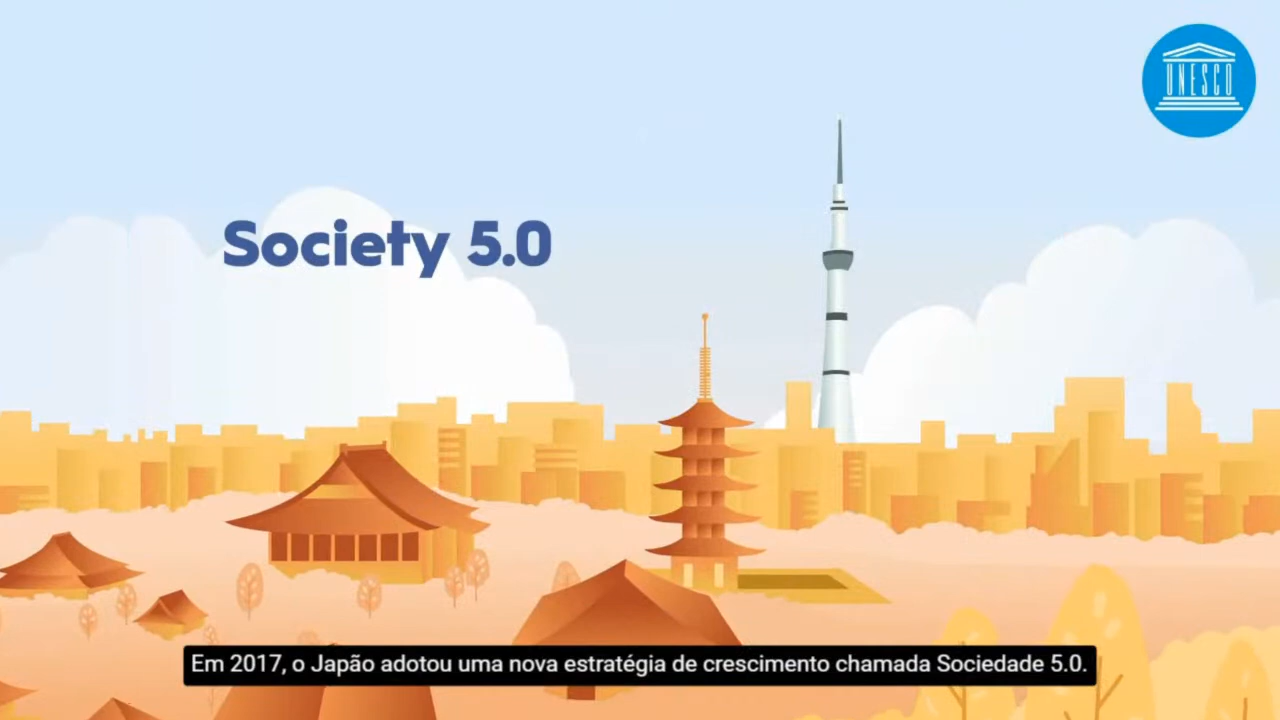 UNESCO
Society 5.0
Em 2017, o Japão adotou uma nova estratégia de crescimento chamada Sociedade 5.0.